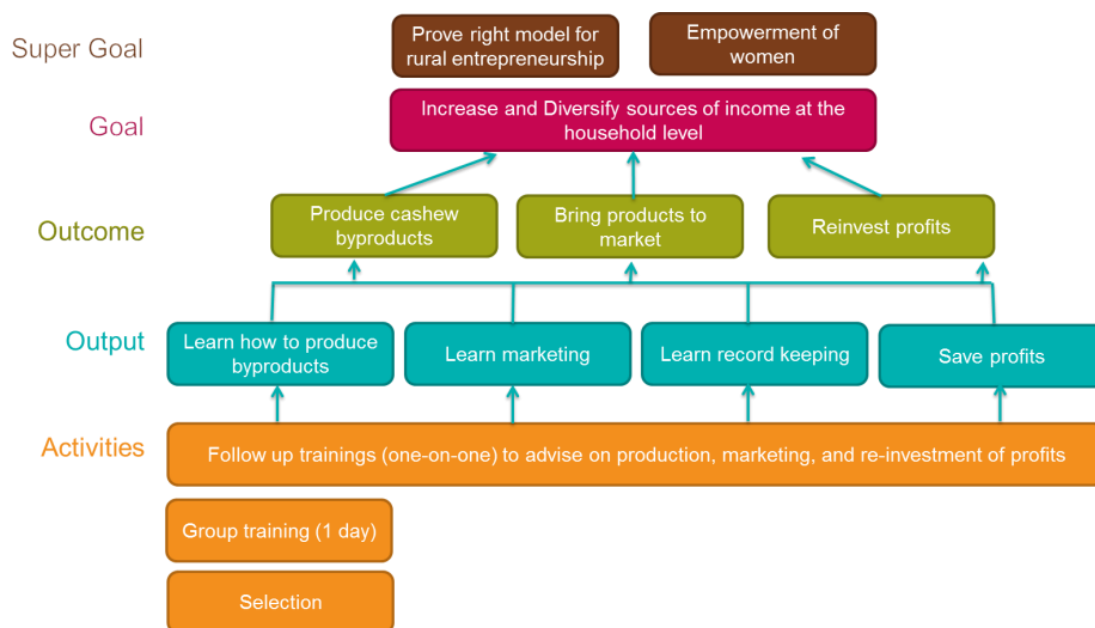 Super Goal
Prove right model for
rural entrepreneurship
Empowerment of
women
Goal
Increase and Diversify sources of income at the
household level
Outcome
Produce cashew
byproducts
Bring products to
market
Reinvest profits
Output
Learn how to produce
byproducts
Learn marketing
Learn record keeping
Save profits
Activities
Follow up trainings (one-on-one) to advise on production, marketing, and re-investment of profits
Group training (1 day)
Selection